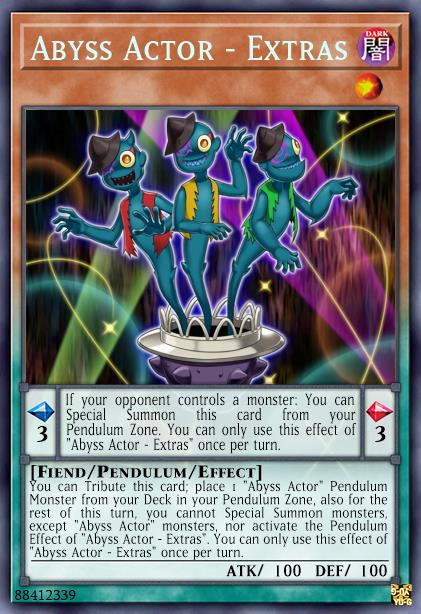 Abyss Actor - Extras
DARK
闇
If your opponent controls a monster: You can
Special Summon this card from your
Pendulum Zone. You can only use this effect of
"Abyss Actor - Extras" once per turn.
3
3
[Fiend/Pendulum/Effect]
You can Tribute this card; place 1 "Abyss Actor" Pendulum
Monster from your Deck in your Pendulum Zone, also for the
rest of this turn, you cannot Special Summon monsters,
except "Abyss Actor" monsters, nor activate the Pendulum
Effect of "Abyss Actor - Extras". You can only use this effect of
"Abyss Actor - Extras" once per turn.
ATK/ 100 DEF/ 100
88412339